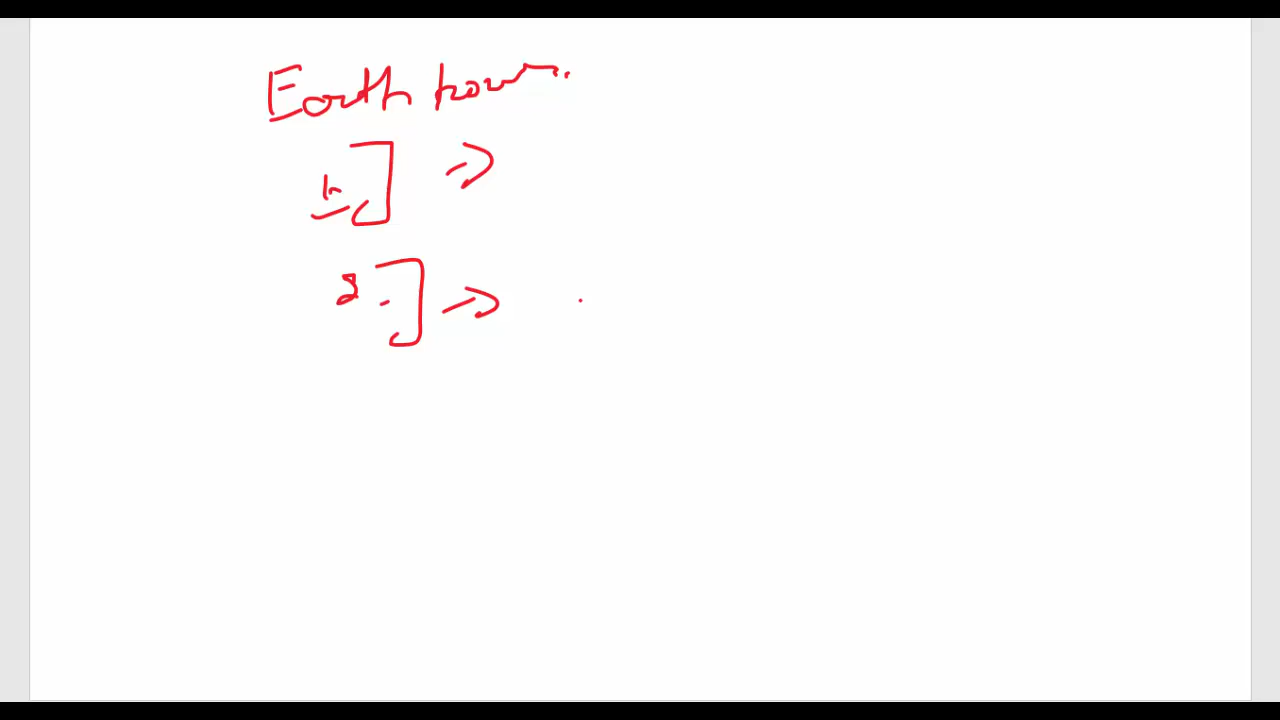 Earth hour.
1. ] ⇒
2 ] ⇒